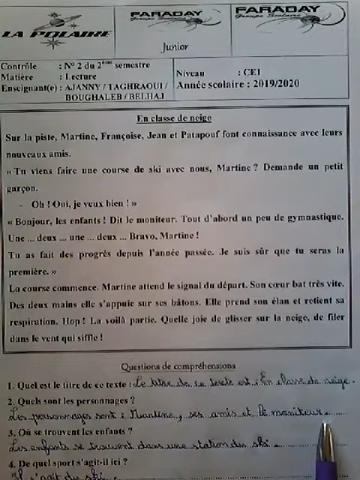 LA POLAIRE
FARADAY
Groupe Scolaire
FARADAY
Groupe Scolaire
Junior
Contrôle : N° 2 du 2ème semestre
Matière : Lecture
Enseignant(e) : AJANNY / TAGHRAOUI /
BOUGHALEB / BELHAJ
Niveau : CE1
Année scolaire : 2019/2020
En classe de neige
Sur la piste, Martine, Françoise, Jean et Patapouf font connaissance avec leurs
nouveaux amis.
« Tu viens faire une course de ski avec nous, Martine ? Demande un petit
garçon.
- Oh ! Oui, je veux bien ! »
« Bonjour, les enfants ! Dit le moniteur. Tout d'abord un peu de gymnastique.
Une ... deux ... une ... deux ... Bravo, Martine !
Tu as fait des progrès depuis l'année passée. Je suis sûr que tu seras la
première. »
La course commence. Martine attend le signal du départ. Son cœur bat très vite.
Des deux mains elle s'appuie sur ses bâtons. Elle prend son élan et retient sa
respiration. Hop ! La voilà partie. Quelle joie de glisser sur la neige, de filer
dans le vent qui siffle !
Questions de compréhensions
1. Quel est le titre de ce texte : Le titre de ce texte est : En classe de neige.
2. Quels sont les personnages ?
Les personnages sont : Martine, ses amis et le moniteur.
3. Où se trouvent les enfants ?
Les enfants se trouvent dans une station du ski.
4. De quel sport s'agit-il ici ?
Il s'agit du ski.